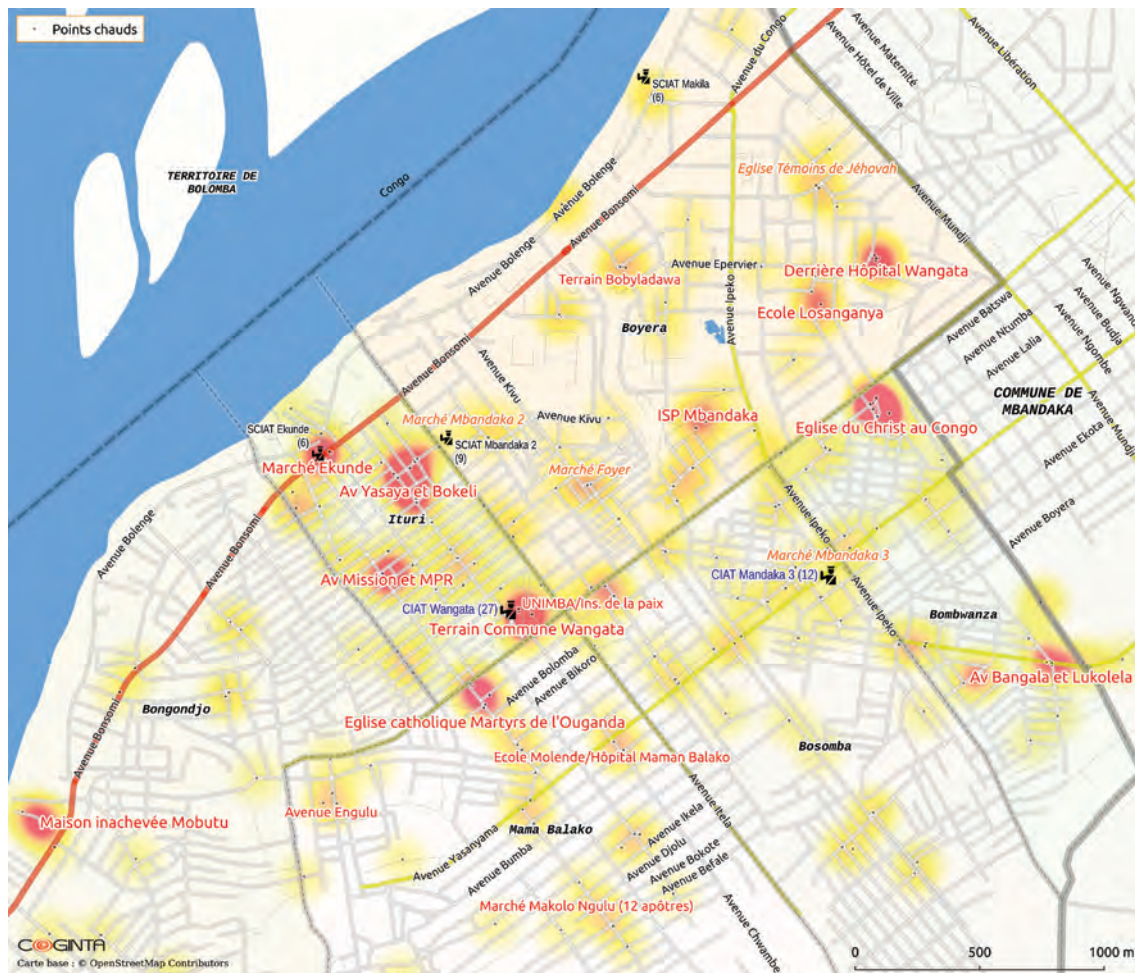 Points chauds
TERRITOIRE DE
BOLOMBA
Congo
SCIAT Makila
(6)
Avenue du Congo
Avenue Maternité
Avenue Hôtel de Ville
Avenue Libération
Avenue Bolenge
Avenue Bonsomi
Eglise Témoins de Jéhovah
Avenue Mundji
Avenue Bolenge
Terrain Bobyladawa
Avenue Epervier
Derrière Hôpital Wangata
Ecole Losanganya
Avenue Ipeko
Boyera
Avenue Batswa
Avenue Ntumba
Avenue Lalia
Avenue Ngombe
Avenue Budja
Avenue Bonsomi
Avenue Kivu
Avenue Kivu
Marché Mbandaka 2
SCIAT Ekunde
(6)
SCIAT Mbandaka 2
(9)
ISP Mbandaka
Eglise du Christ au Congo
COMMUNE DE
MBANDAKA
Avenue Ekota
Avenue Mundji
Marché Ekunde
Av Yasaya et Bokeli
Marché Foyer
Ituri
Avenue Bolenge
Avenue Bonsomi
Avenue Ipeko
Avenue Boyera
Marché Mbandaka 3
CIAT Mandaka 3 (12)
Av Mission et MPR
CIAT Wangata (27)
UNIMBA/Ins. de la paix
Terrain Commune Wangata
Avenue Ipeko
Bombwanza
Avenue Bolomba
Avenue Bikoro
Av Bangala et Lukolela
Bongondjo
Eglise catholique Martyrs de l'Ouganda
Avenue Bonsomi
Ecole Molende/Hôpital Maman Balako
Bosomba
Avenue Itela
Maison inachevée Mobutu
Avenue Engulu
Mama Balako
Avenue Yasanyama
Avenue Bumba
Avenue Ikela
Avenue Djolu
Avenue Bokote
Avenue Befale
Marché Makolo Ngulu (12 apôtres)
Avenue Chwambe
COGINTA
Carte base : © OpenStreetMap Contributors
0 500 1000 m